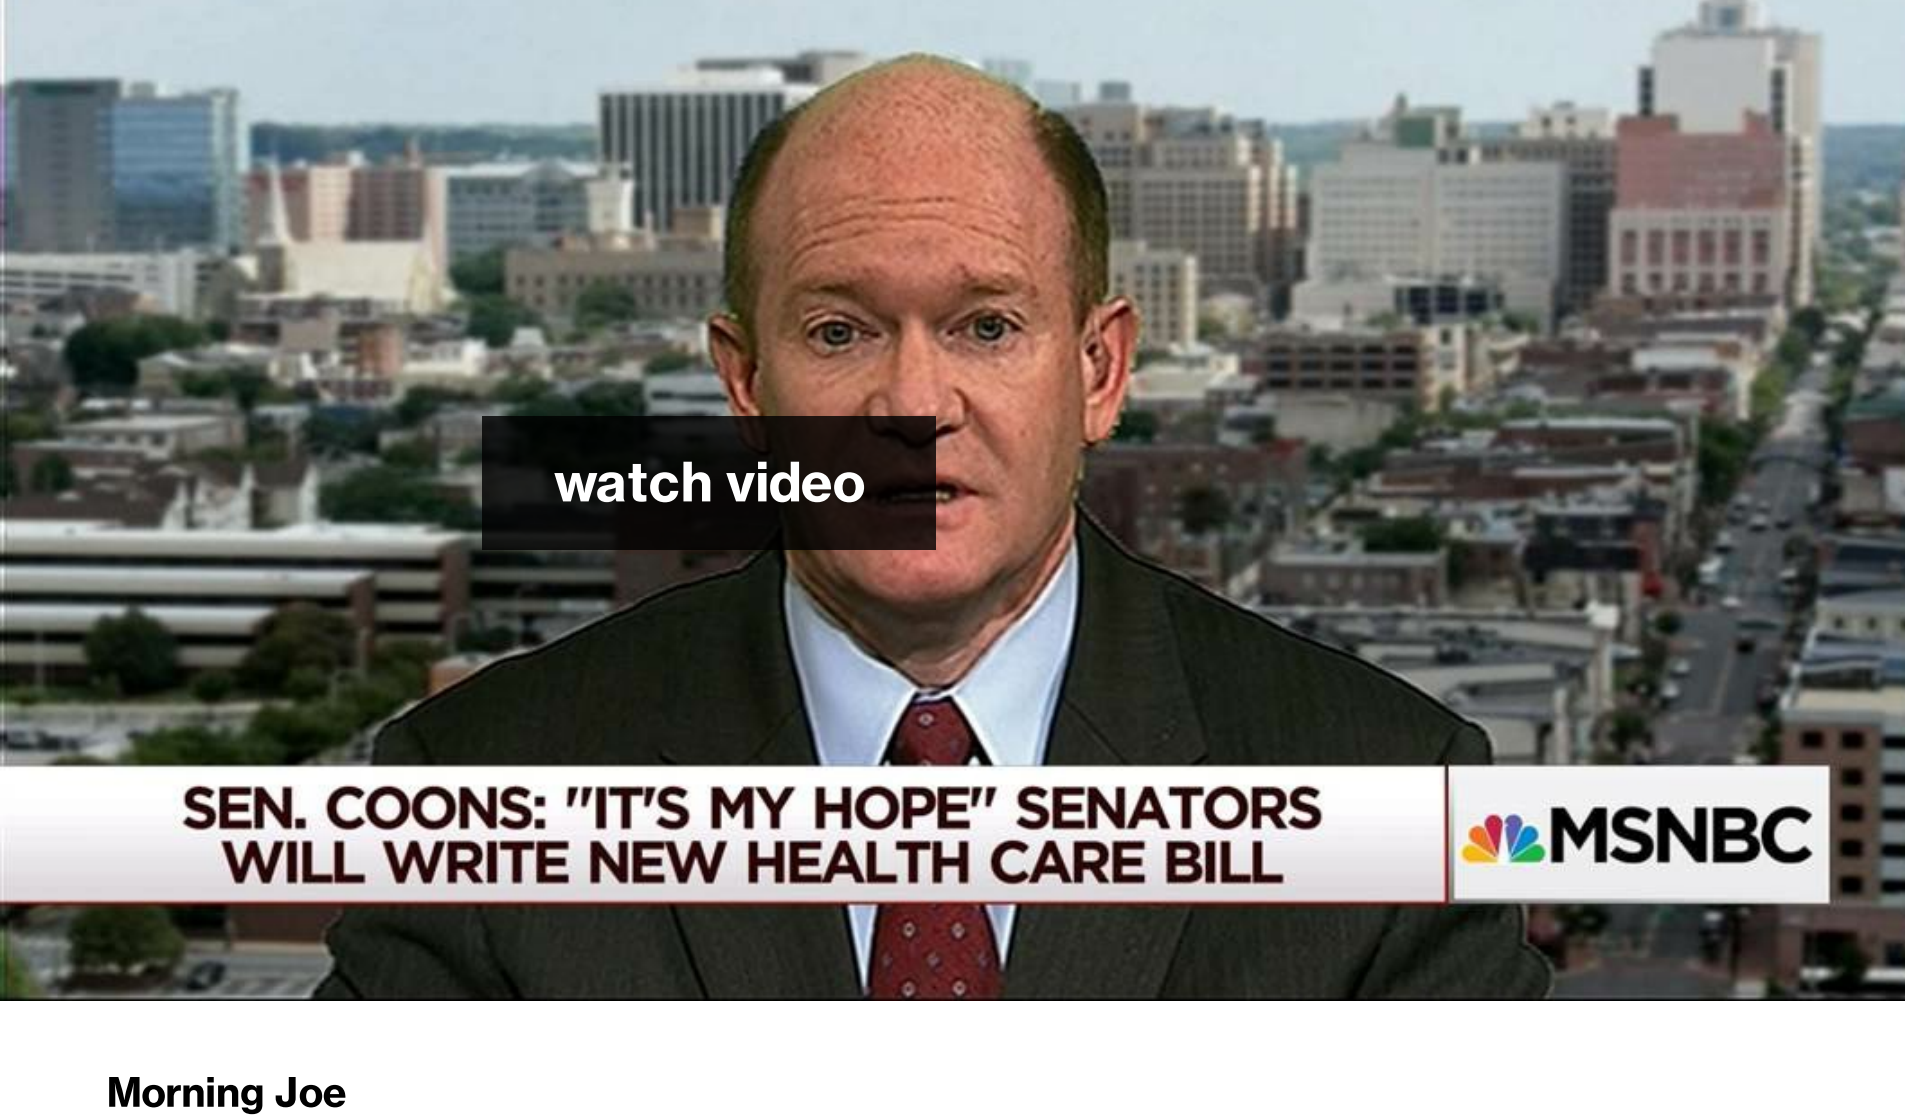 watch video
SEN. COONS: "IT'S MY HOPE" SENATORS
WILL WRITE NEW HEALTH CARE BILL
MSNBC
Morning Joe